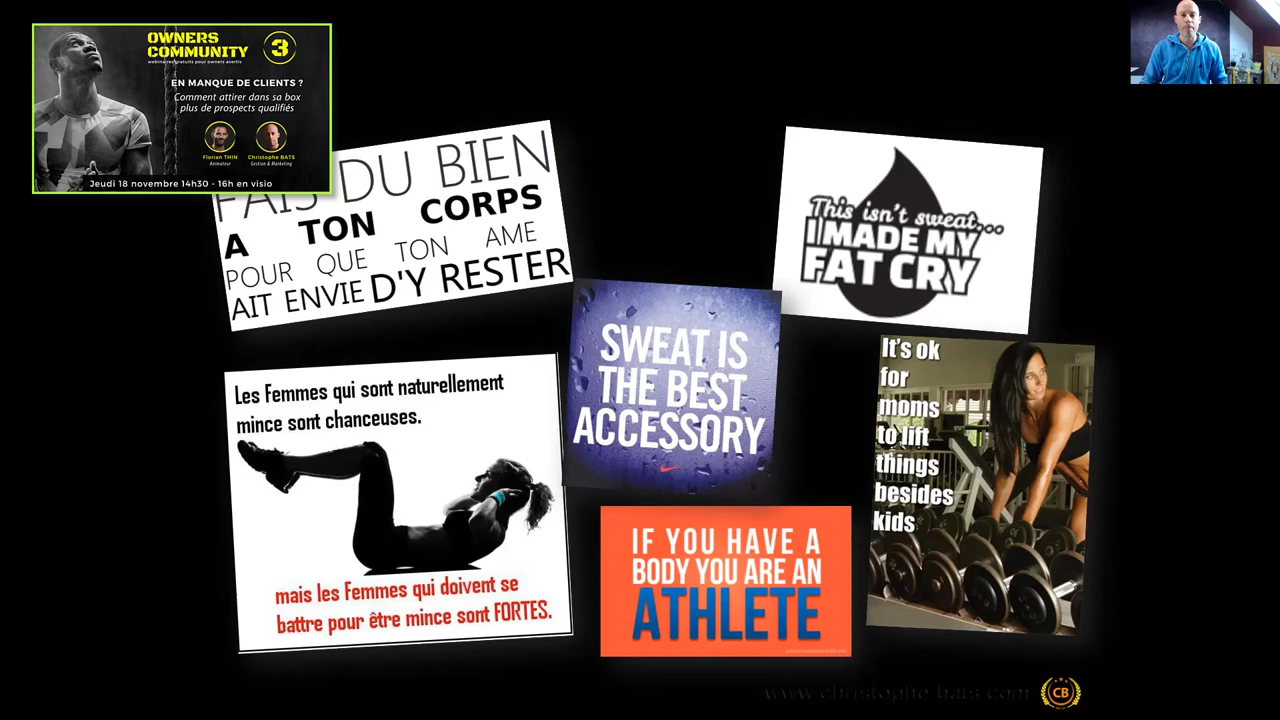 OWNERS
COMMUNITY
3
webinaires gratuits pour owners avertis
EN MANQUE DE CLIENTS ?
Comment attirer dans sa box
plus de prospects qualifiés
Florian THIN
Animateur
Christophe BATS
Gestion & Marketing
Jeudi 18 novembre 14h30 - 16h en visio
FAIS DU BIEN
A TON CORPS
POUR QUE TON AME
AIT ENVIE D'Y RESTER
This isn't sweat...
I MADE MY
FAT CRY
SWEAT IS
THE BEST
ACCESSORY
Les Femmes qui sont naturellement
mince sont chanceuses.
mais les Femmes qui doivent se
battre pour être mince sont FORTES.
It's ok
for
moms
to lift
things
besides
kids
IF YOU HAVE A
BODY YOU ARE AN
ATHLETE
www.christophe-bats.com
CB